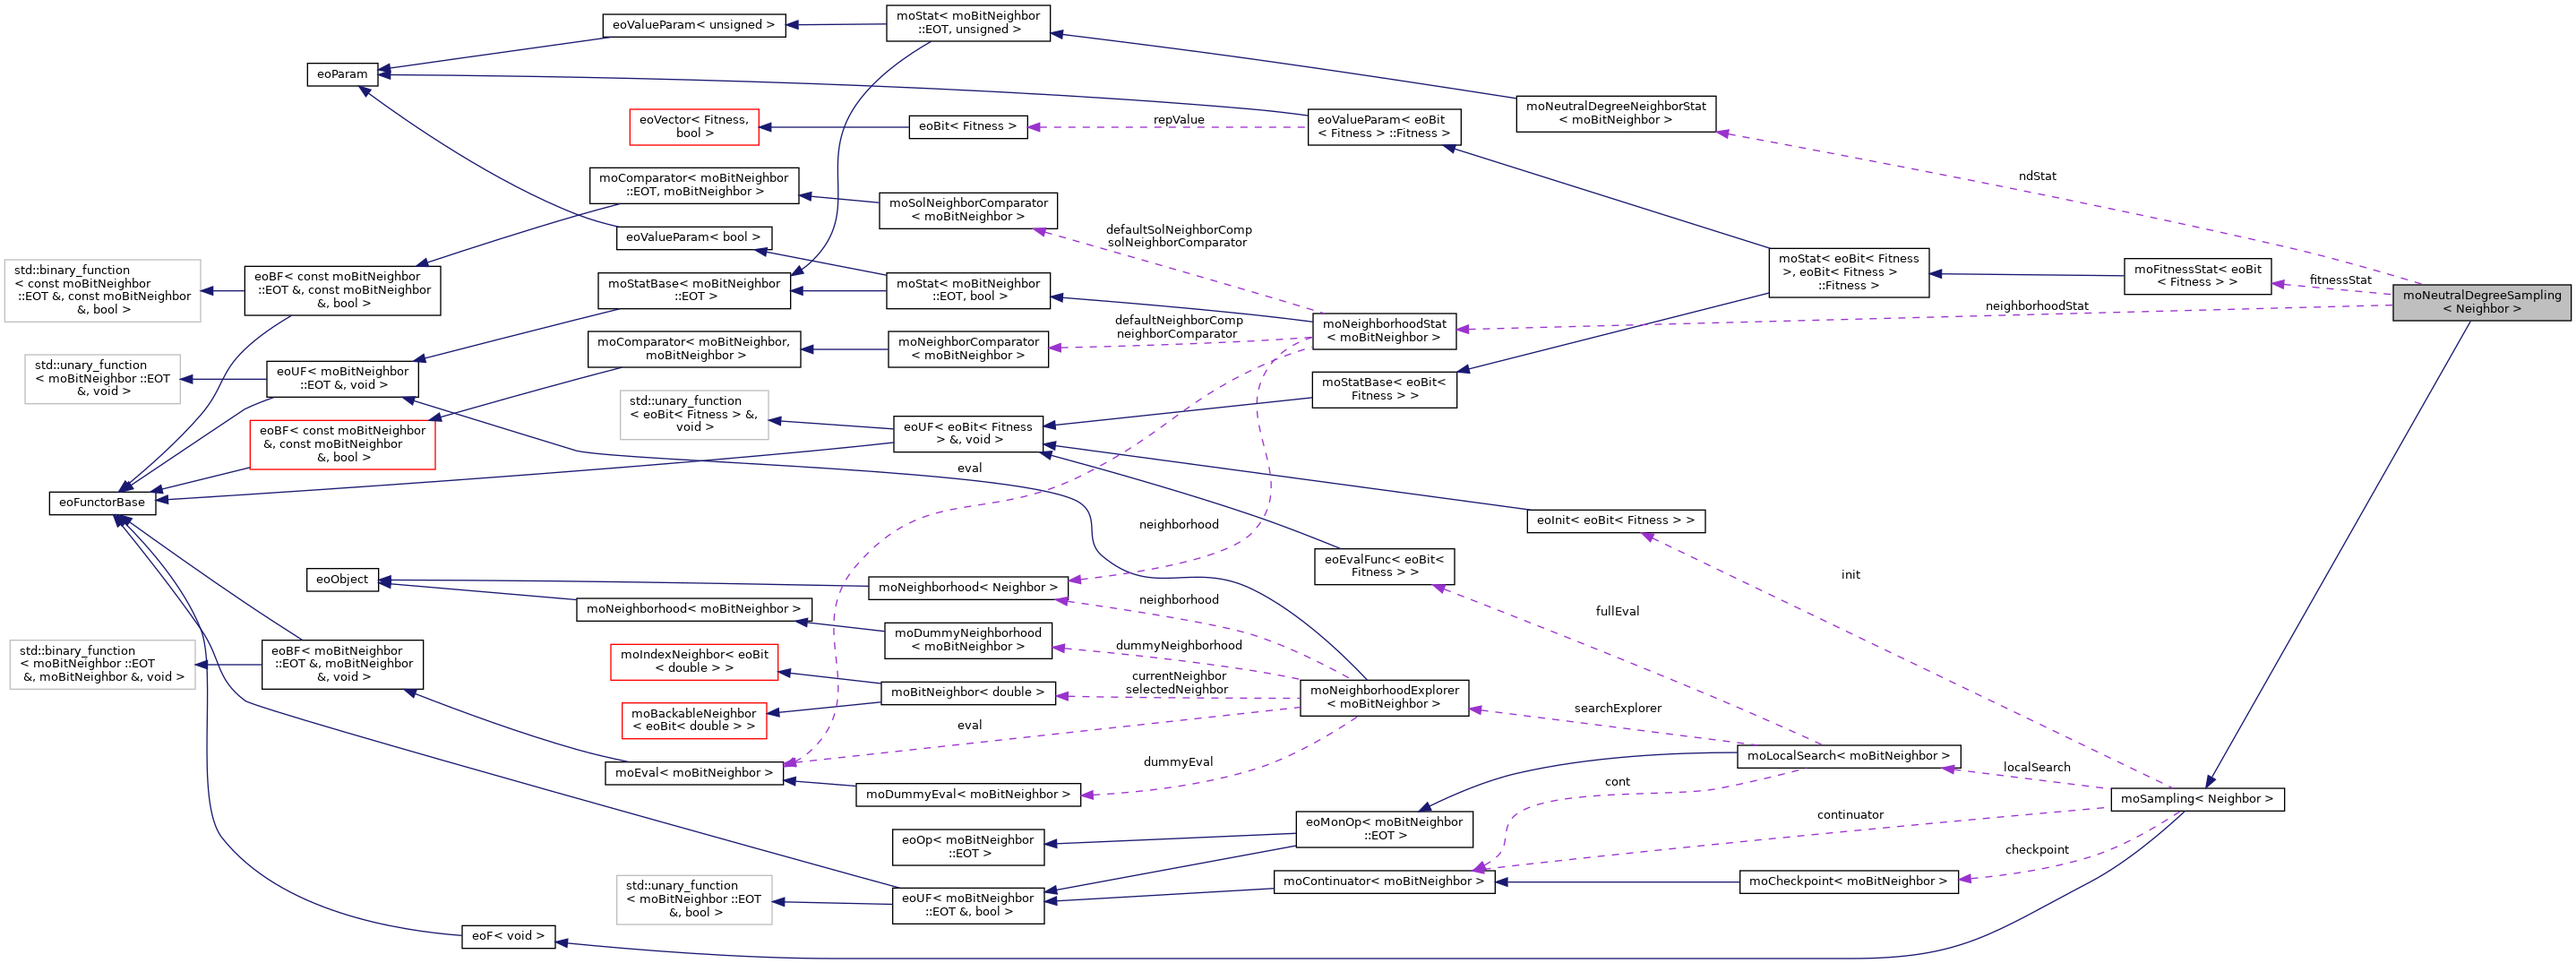 eoValueParam< unsigned >
moStat< moBitNeighbor
::EOT, unsigned >
eoParam
eoVector< Fitness,
bool >
eoBit< Fitness >
repValue
eoValueParam< eoBit
< Fitness > ::Fitness >
moNeutralDegreeNeighborStat
< moBitNeighbor >
ndStat
moComparator< moBitNeighbor
::EOT, moBitNeighbor >
moSolNeighborComparator
< moBitNeighbor >
defaultSolNeighborComp
solNeighborComparator
eoValueParam< bool >
std::binary_function
< const moBitNeighbor
::EOT &, const moBitNeighbor
&, bool >
eoBF< const moBitNeighbor
::EOT &, const moBitNeighbor
&, bool >
moStatBase< moBitNeighbor
::EOT >
moStat< moBitNeighbor
::EOT, bool >
moStat< eoBit< Fitness
>, eoBit< Fitness >
::Fitness >
moFitnessStat< eoBit
< Fitness > >
fitnessStat
moNeutralDegreeSampling
< Neighbor >
neighborhoodStat
moNeighborhoodStat
< moBitNeighbor >
defaultNeighborComp
neighborComparator
moComparator< moBitNeighbor,
moBitNeighbor >
moNeighborComparator
< moBitNeighbor >
std::unary_function
< moBitNeighbor ::EOT
&, void >
eoUF< moBitNeighbor
::EOT &, void >
moStatBase< eoBit<
Fitness > >
std::unary_function
< eoBit< Fitness > &,
void >
eoUF< eoBit< Fitness
> &, void >
eoBF< const moBitNeighbor
&, const moBitNeighbor
&, bool >
eval
eoFunctorBase
neighborhood
eoInit< eoBit< Fitness > >
eoEvalFunc< eoBit<
Fitness > >
init
eoObject
moNeighborhood< Neighbor >
neighborhood
moNeighborhood< moBitNeighbor >
fullEval
moDummyNeighborhood
< moBitNeighbor >
dummyNeighborhood
std::binary_function
< moBitNeighbor ::EOT
&, moBitNeighbor &, void >
eoBF< moBitNeighbor
::EOT &, moBitNeighbor
&, void >
moIndexNeighbor< eoBit
< double > >
moBitNeighbor< double >
currentNeighbor
selectedNeighbor
moNeighborhoodExplorer
< moBitNeighbor >
moBackableNeighbor
< eoBit< double > >
searchExplorer
eval
moLocalSearch< moBitNeighbor >
localSearch
dummyEval
moEval< moBitNeighbor >
moDummyEval< moBitNeighbor >
cont
moSampling< Neighbor >
continuator
eoMonOp< moBitNeighbor
::EOT >
eoOp< moBitNeighbor
::EOT >
checkpoint
moContinuator< moBitNeighbor >
moCheckpoint< moBitNeighbor >
std::unary_function
< moBitNeighbor ::EOT
&, bool >
eoUF< moBitNeighbor
::EOT &, bool >
eoF< void >